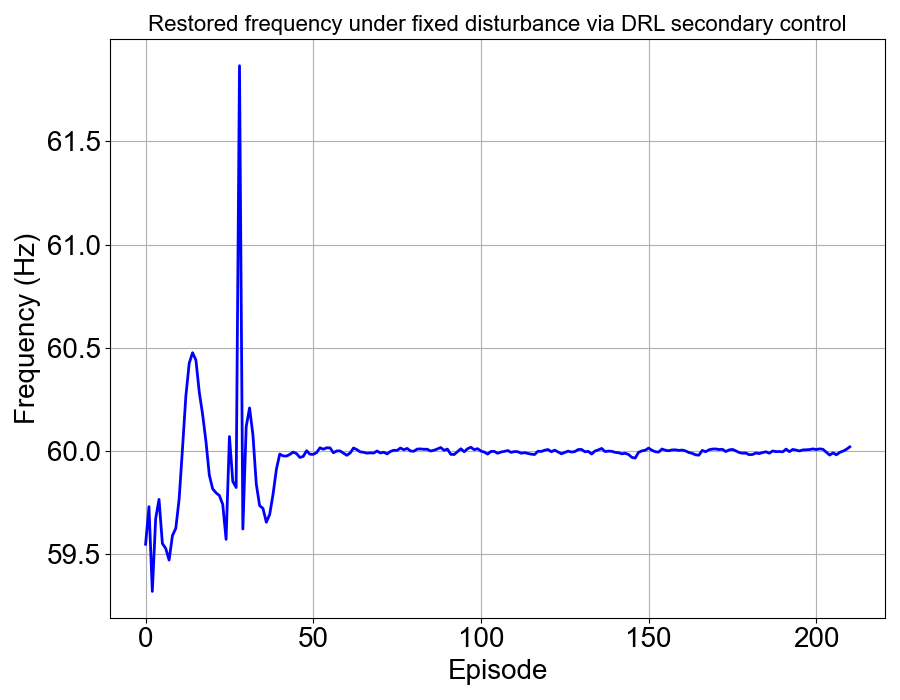 Restored frequency under fixed disturbance via DRL secondary control
Frequency (Hz)
61.5
61.0
60.5
60.0
59.5
0 50 100 150 200
Episode